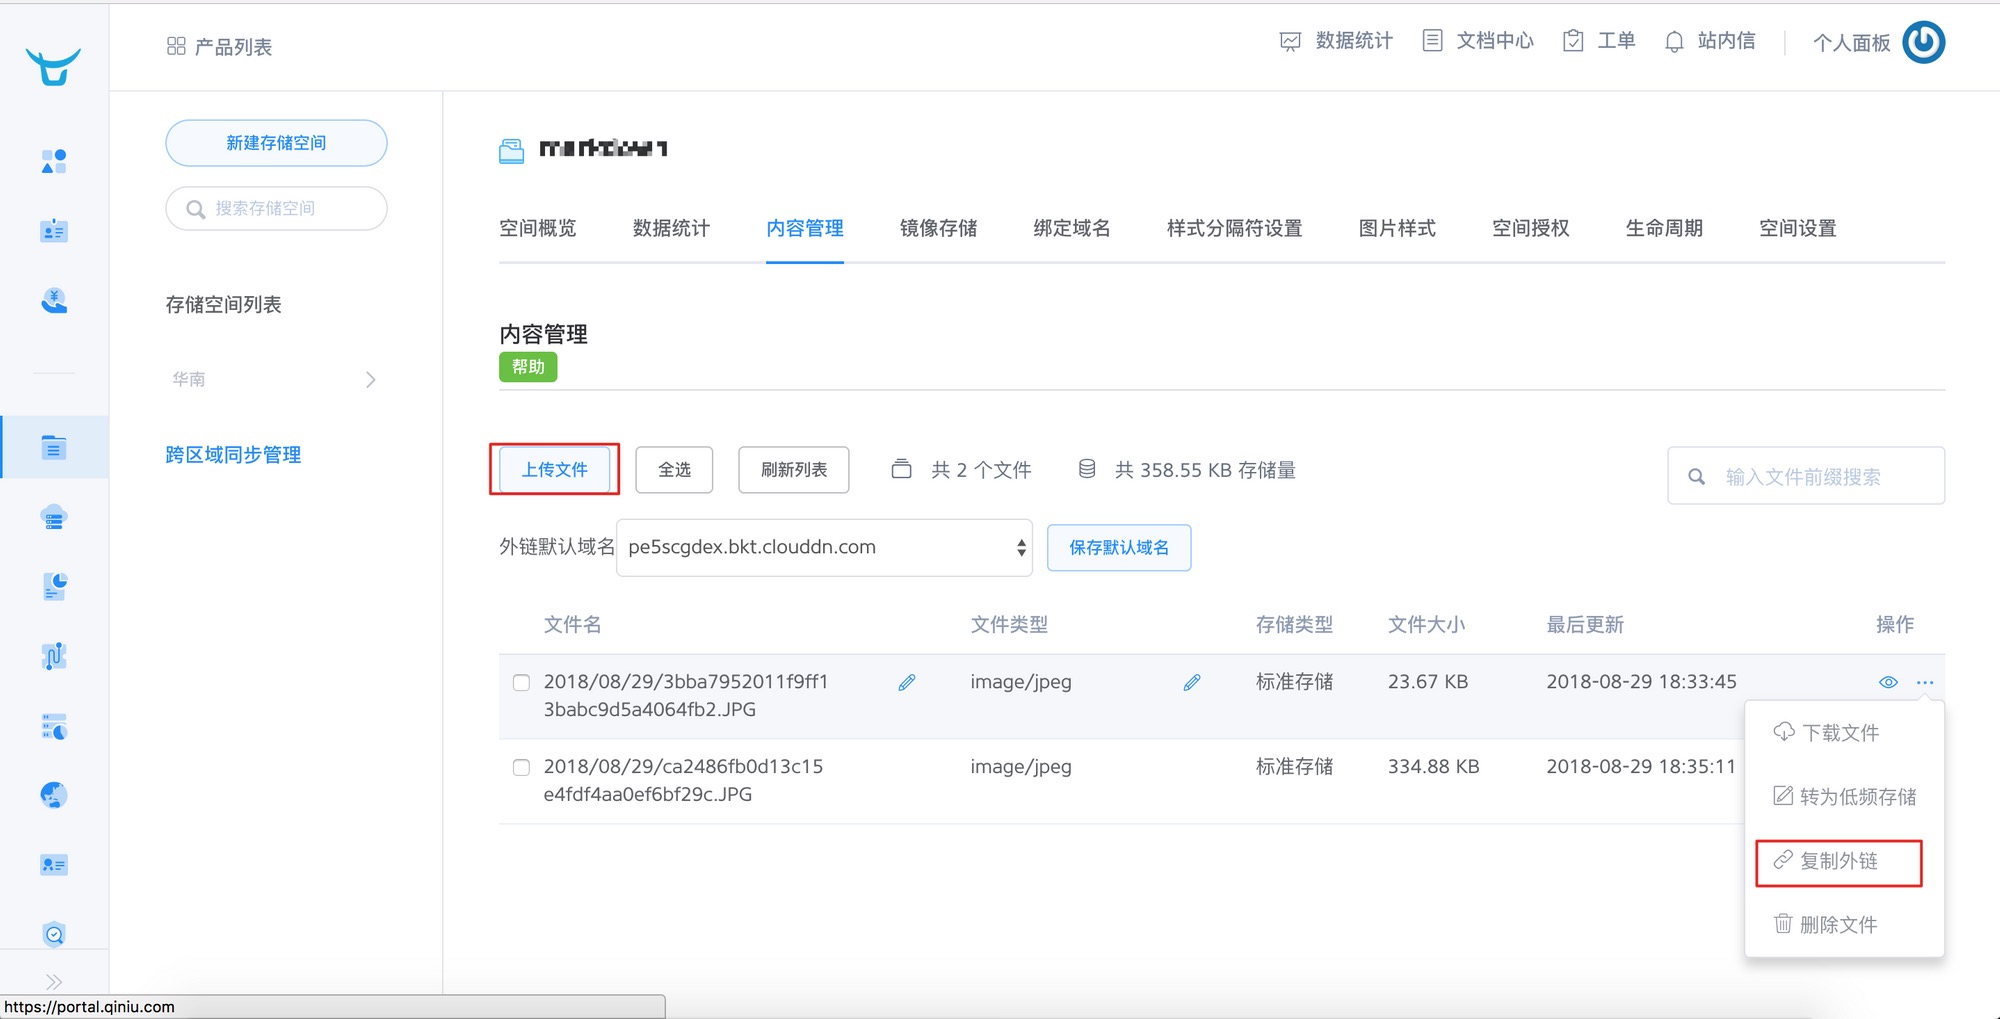 产品列表
数据统计
文档中心
工单
站内信
个人面板
新建存储空间
搜索存储空间
存储空间列表
华南
跨区域同步管理
空间概览
数据统计
内容管理
镜像存储
绑定域名
样式分隔符设置
图片样式
空间授权
生命周期
空间设置
内容管理
帮助
上传文件
全选
刷新列表
共 2 个文件
共 358.55 KB 存储量
输入文件前缀搜索
外链默认域名
pe5scgdex.bkt.clouddn.com
保存默认域名
文件名
文件类型
存储类型
文件大小
最后更新
操作
2018/08/29/3bba7952011f9ff1
3babc9d5a4064fb2.JPG
image/jpeg
标准存储
23.67 KB
2018-08-29 18:33:45
2018/08/29/ca2486fb0d13c15
e4fdf4aa0ef6bf29c.JPG
image/jpeg
标准存储
334.88 KB
2018-08-29 18:35:11
下载文件
转为低频存储
复制外链
删除文件
https://portal.qiniu.com